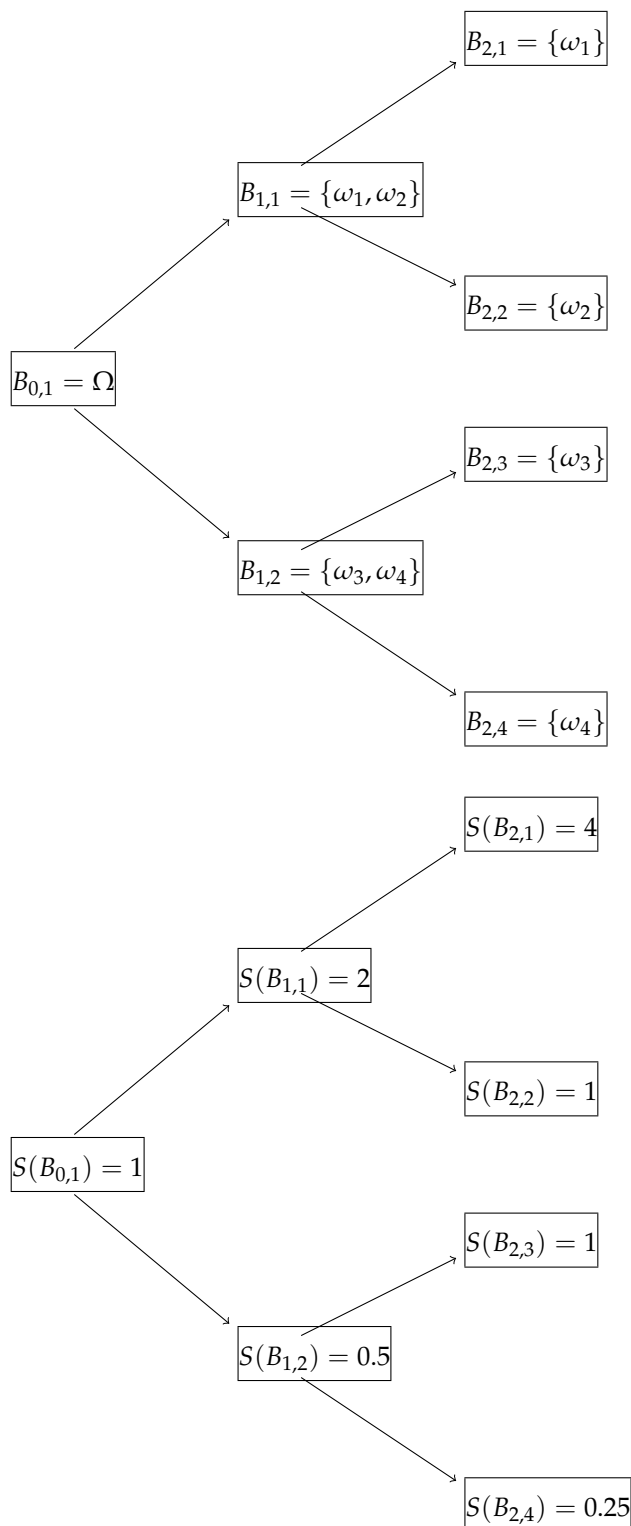 B_{2,1} = {ω_1}
B_{1,1} = {ω_1, ω_2}
B_{2,2} = {ω_2}
B_{0,1} = Ω
B_{2,3} = {ω_3}
B_{1,2} = {ω_3, ω_4}
B_{2,4} = {ω_4}
S(B_{2,1}) = 4
S(B_{1,1}) = 2
S(B_{2,2}) = 1
S(B_{0,1}) = 1
S(B_{2,3}) = 1
S(B_{1,2}) = 0.5
S(B_{2,4}) = 0.25